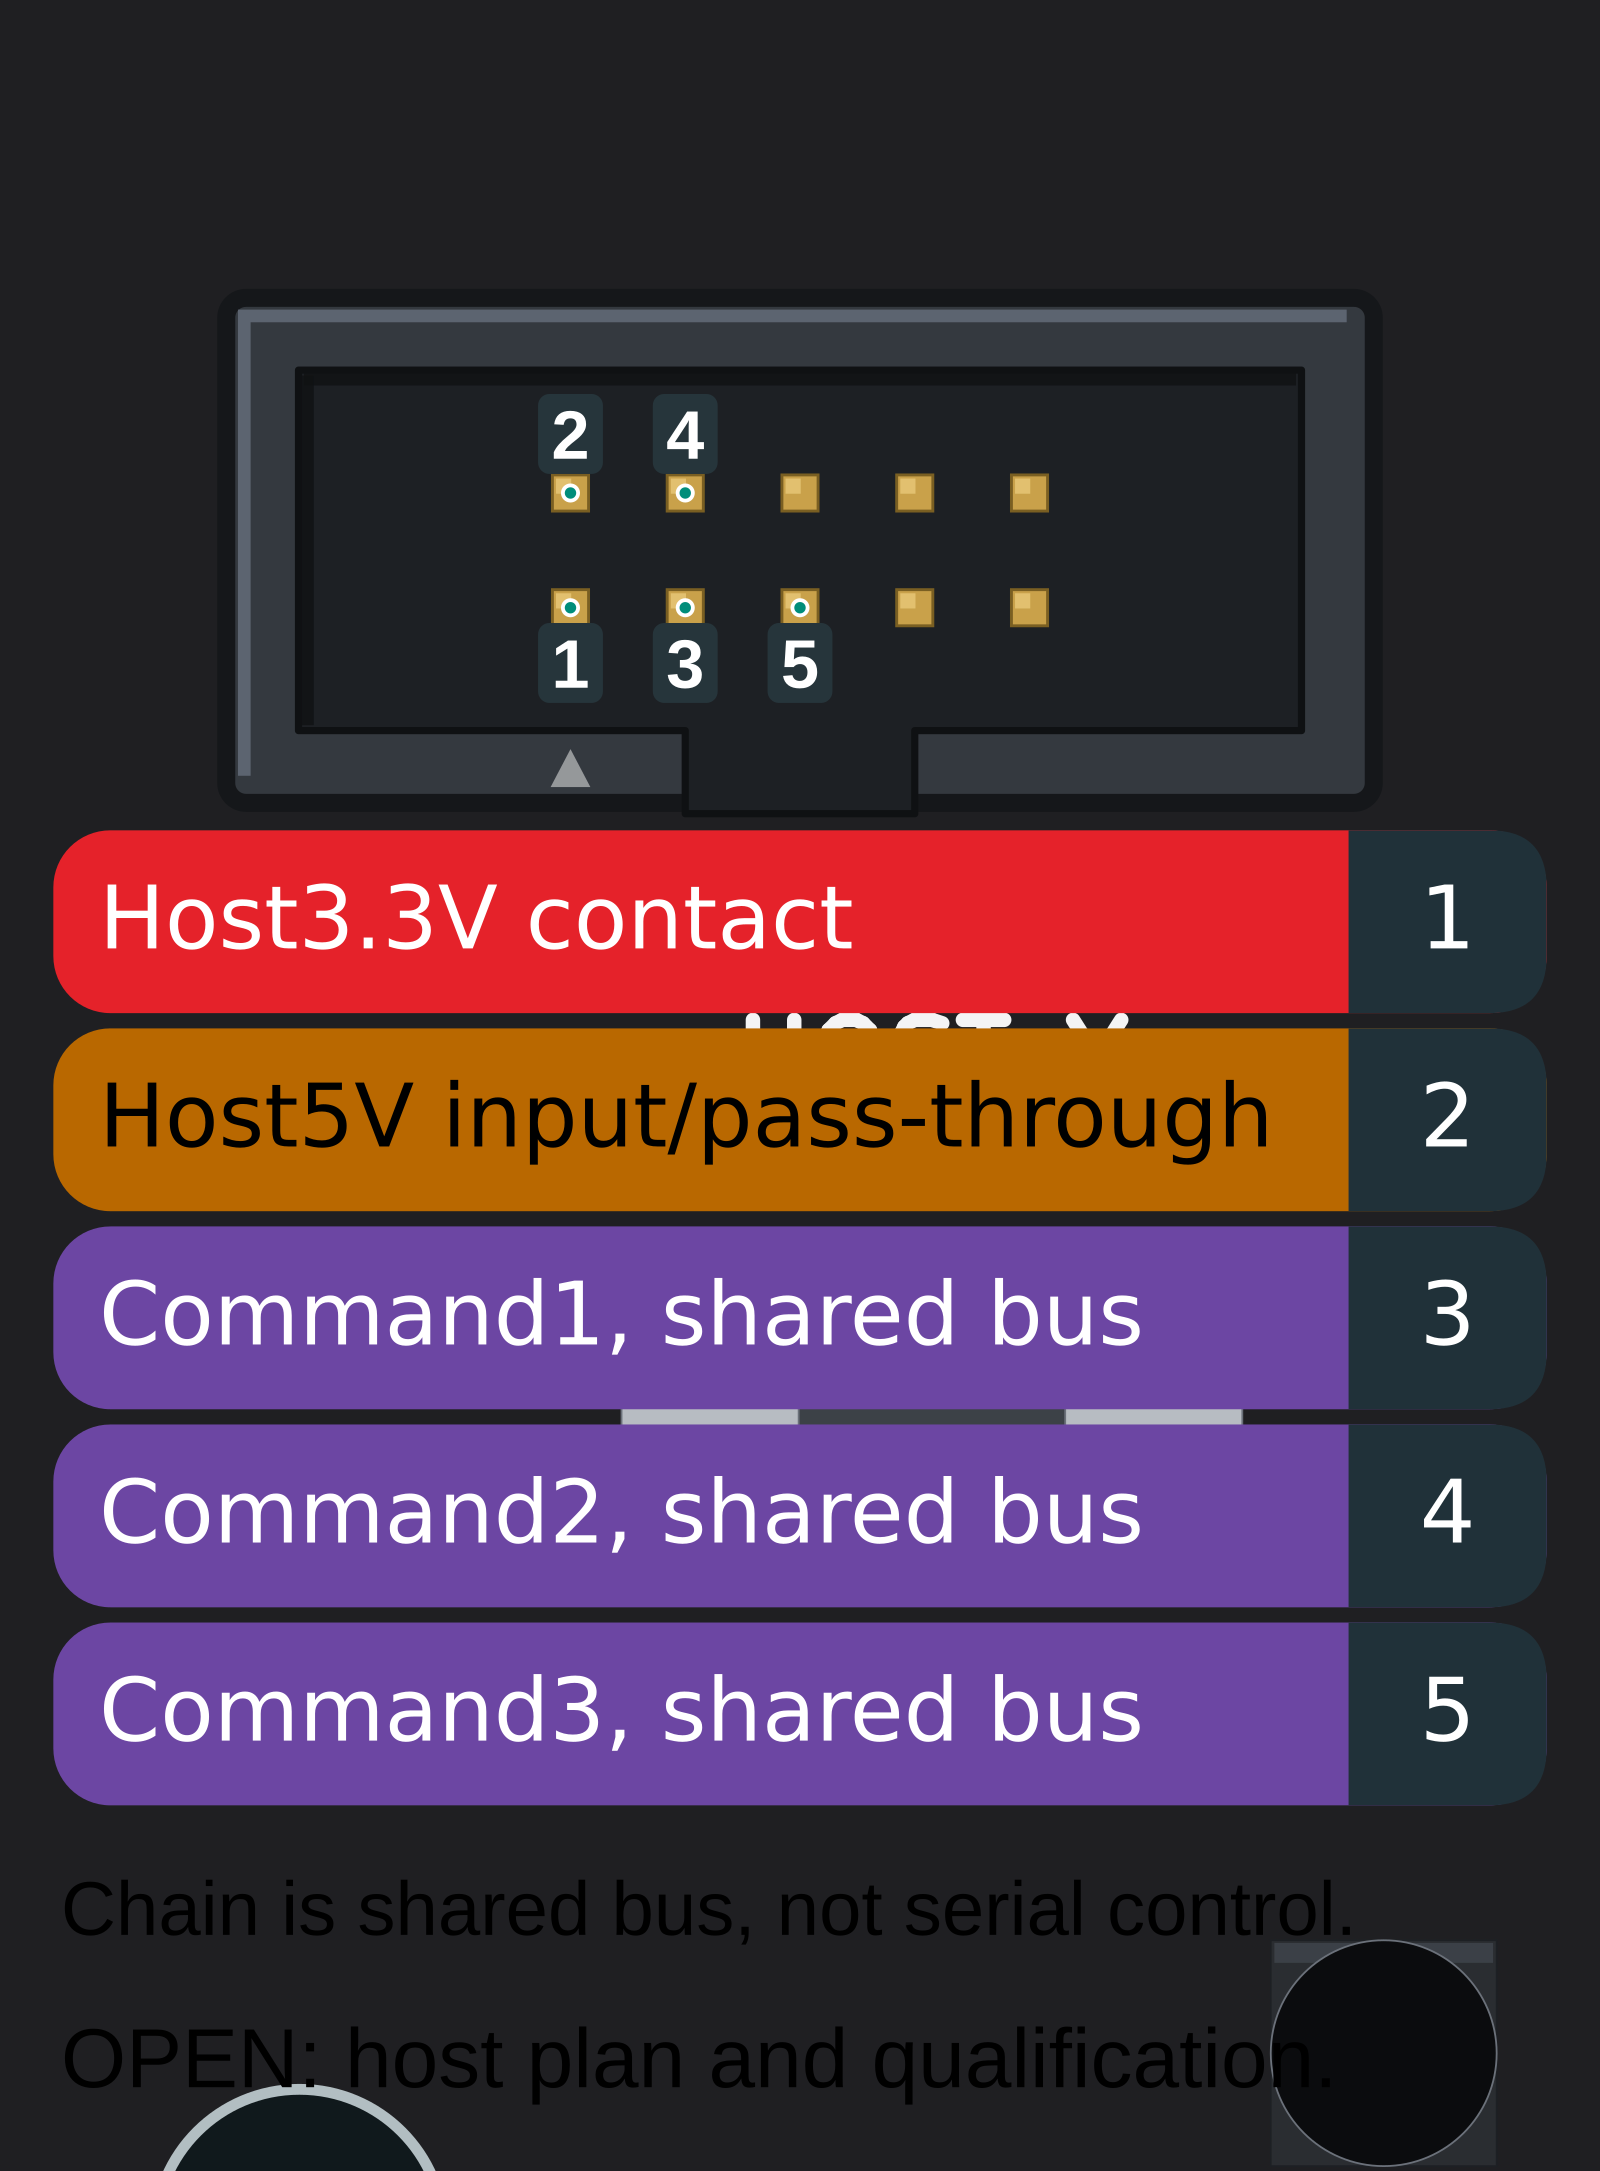 2 4
1 3 5
Host3.3V contact 1
Host5V input/pass-through 2
Command1, shared bus 3
Command2, shared bus 4
Command3, shared bus 5
Chain is shared bus, not serial control.
OPEN: host plan and qualification.